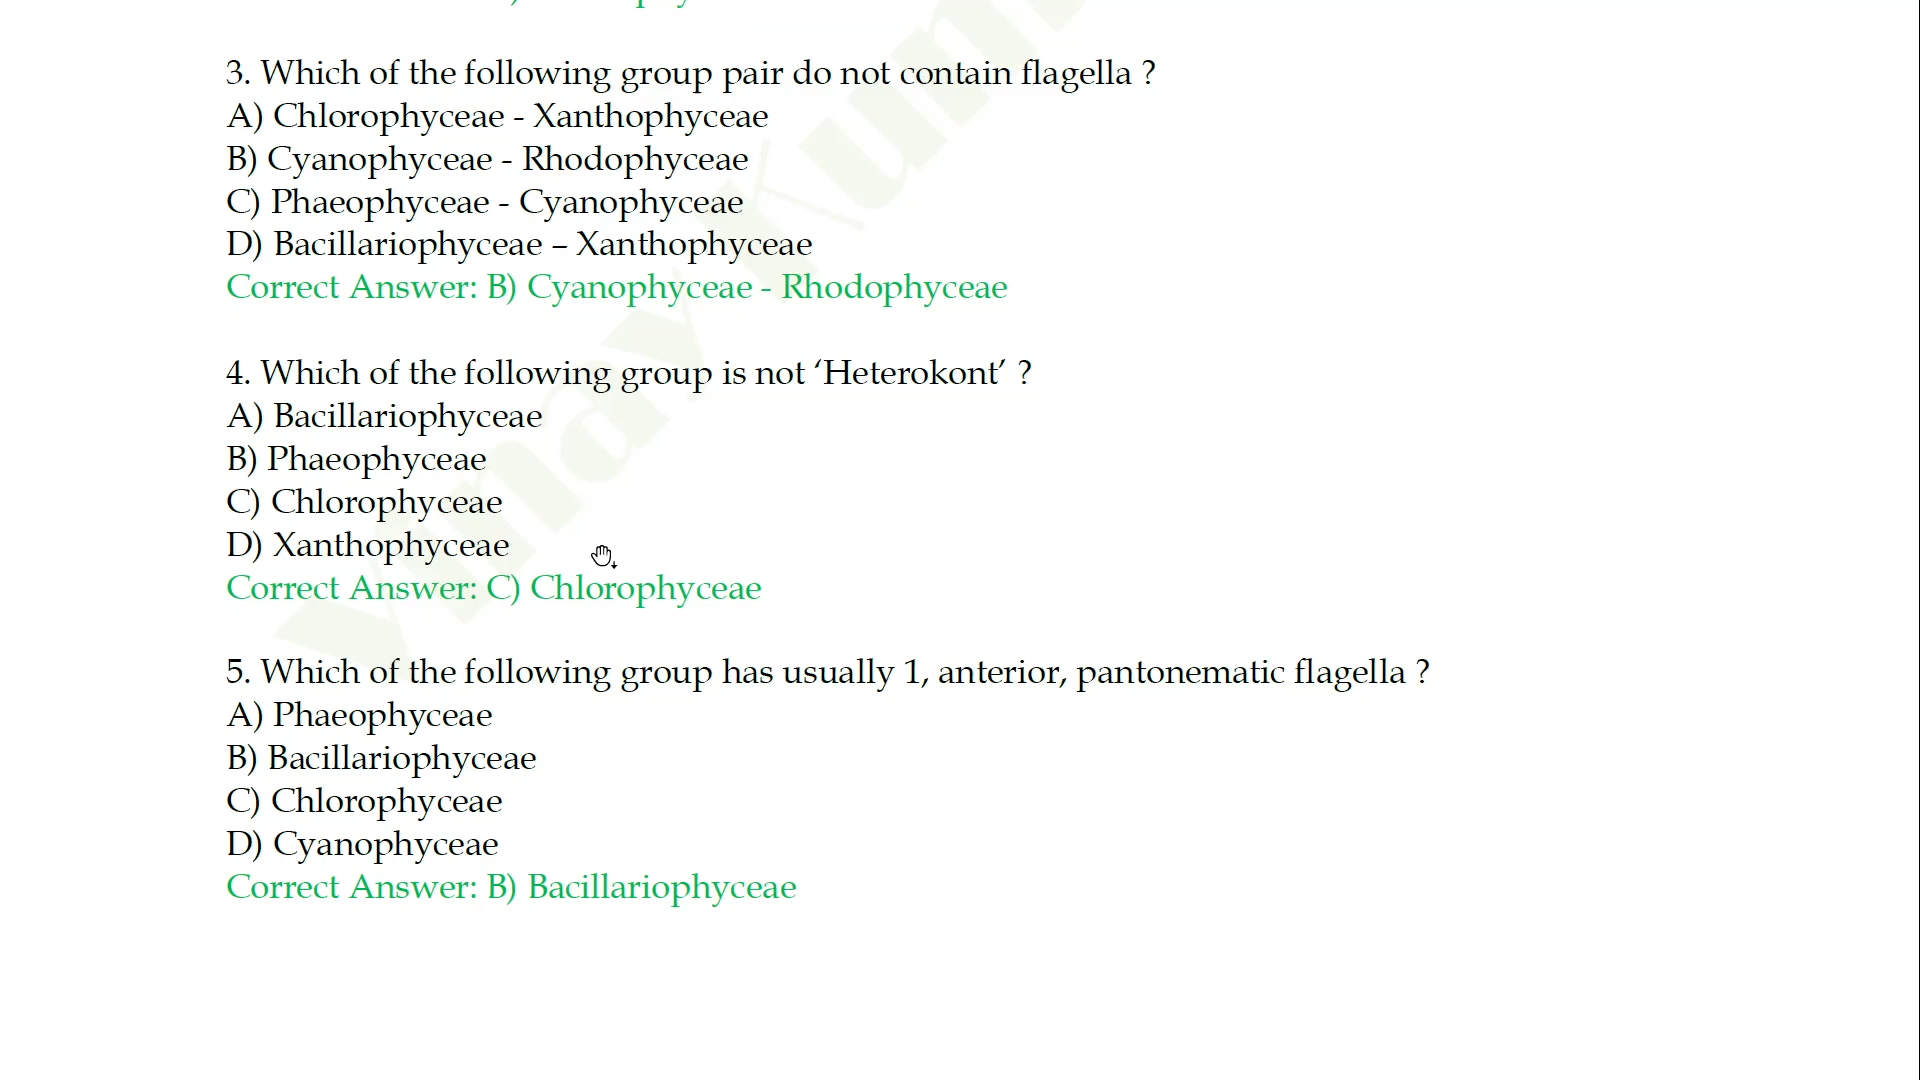 3. Which of the following group pair do not contain flagella ?
A) Chlorophyceae - Xanthophyceae
B) Cyanophyceae - Rhodophyceae
C) Phaeophyceae - Cyanophyceae
D) Bacillariophyceae – Xanthophyceae
Correct Answer: B) Cyanophyceae - Rhodophyceae
4. Which of the following group is not ‘Heterokont’ ?
A) Bacillariophyceae
B) Phaeophyceae
C) Chlorophyceae
D) Xanthophyceae
Correct Answer: C) Chlorophyceae
5. Which of the following group has usually 1, anterior, pantonematic flagella ?
A) Phaeophyceae
B) Bacillariophyceae
C) Chlorophyceae
D) Cyanophyceae
Correct Answer: B) Bacillariophyceae
Vinay